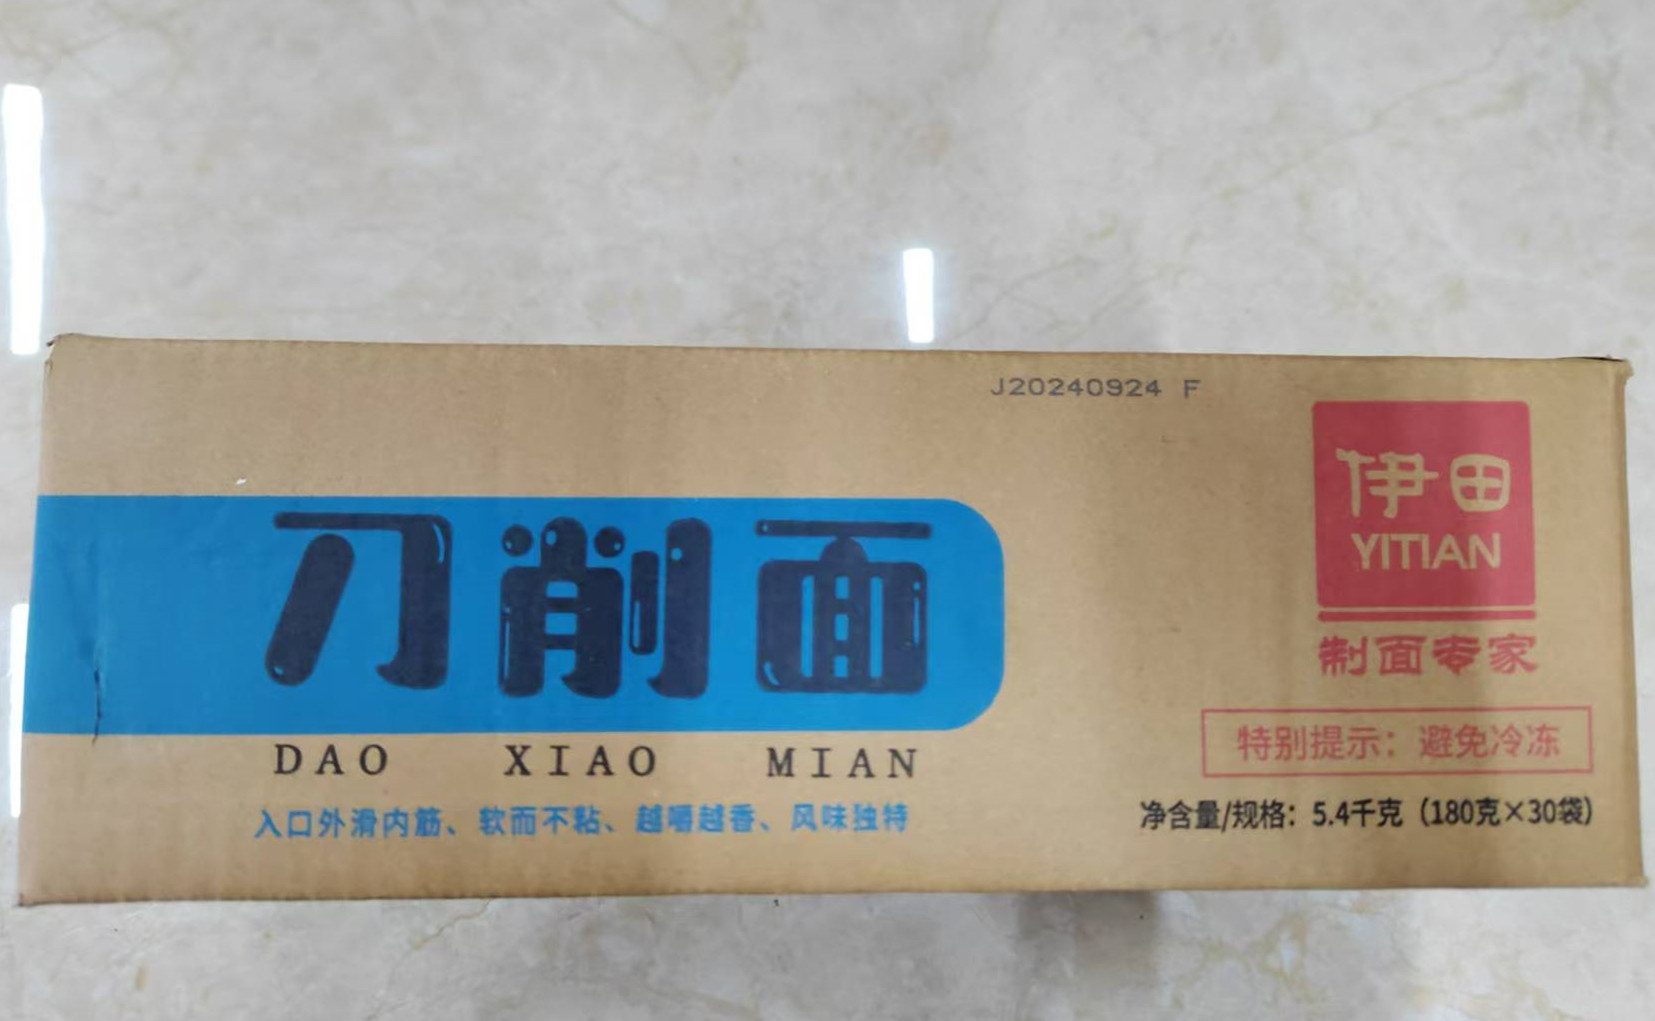 J20240924 F
伊田
YITIAN
制面专家
刀削面
DAO XIAO MIAN
特别提示：避免冷冻
入口外滑内筋、软而不粘、越嚼越香、风味独特
净含量/规格：5.4千克（180克×30袋）